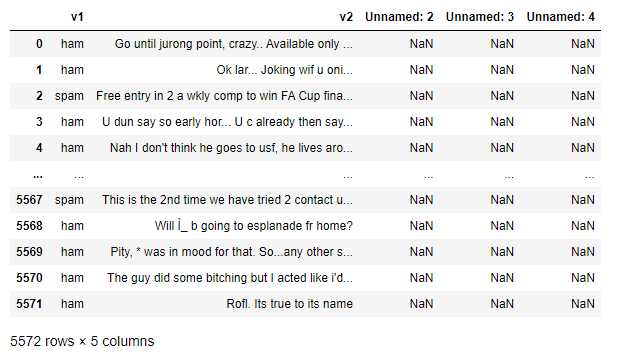 v1 v2 Unnamed: 2 Unnamed: 3 Unnamed: 4
0 ham Go until jurong point, crazy.. Available only ... NaN NaN NaN
1 ham Ok lar... Joking wif u oni... NaN NaN NaN
2 spam Free entry in 2 a wkly comp to win FA Cup fina... NaN NaN NaN
3 ham U dun say so early hor... U c already then say... NaN NaN NaN
4 ham Nah I don't think he goes to usf, he lives aro... NaN NaN NaN
... ... ... ... ... ...
5567 spam This is the 2nd time we have tried 2 contact u... NaN NaN NaN
5568 ham Will Ì_ b going to esplanade fr home? NaN NaN NaN
5569 ham Pity, * was in mood for that. So...any other s... NaN NaN NaN
5570 ham The guy did some bitching but I acted like i'd... NaN NaN NaN
5571 ham Rofl. Its true to its name NaN NaN NaN
5572 rows × 5 columns